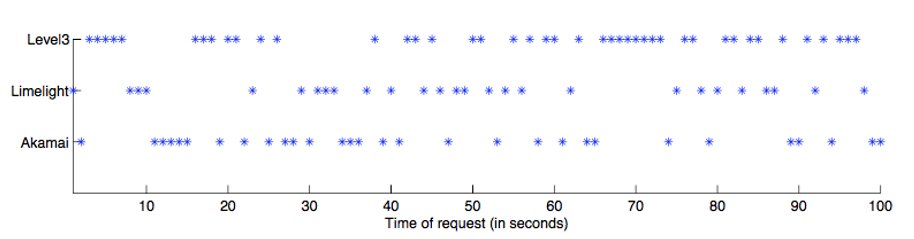 Level3
Limelight
Akamai
10 20 30 40 50 60 70 80 90 100
Time of request (in seconds)